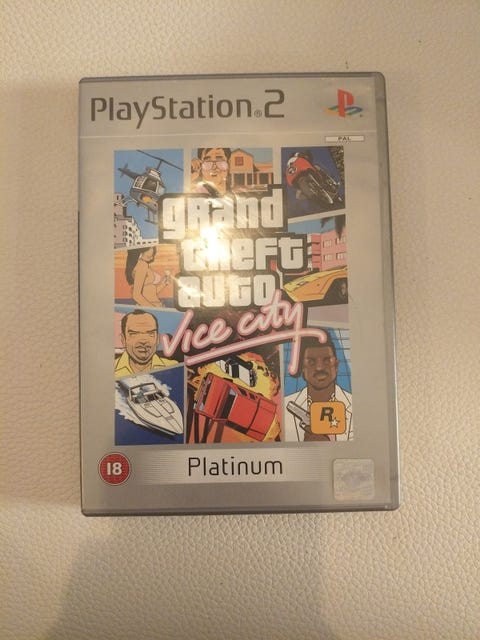 PlayStation®2
PAL
grand
theft
auto
Vice City
R★
18
Platinum